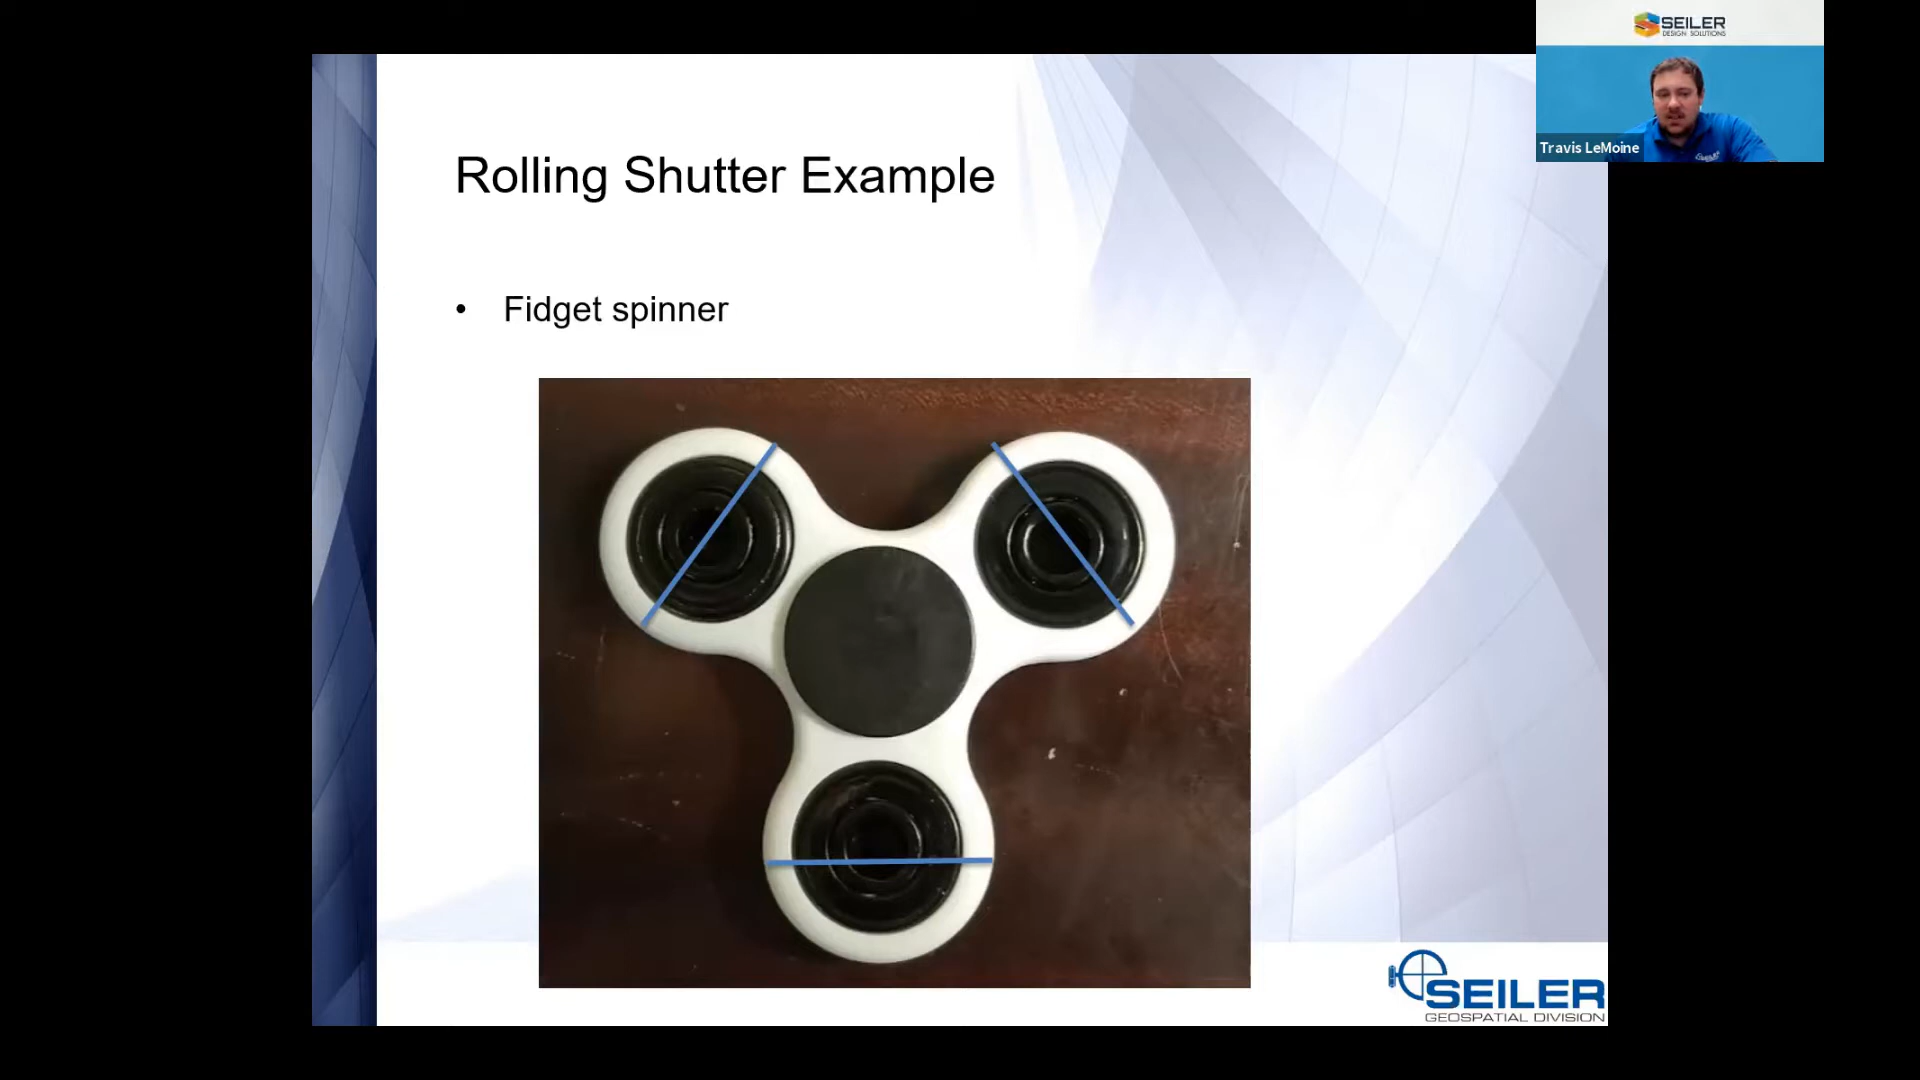 SEILER
DESIGN SOLUTIONS
Travis LeMoine
Rolling Shutter Example
• Fidget spinner
SEILER
GEOSPATIAL DIVISION